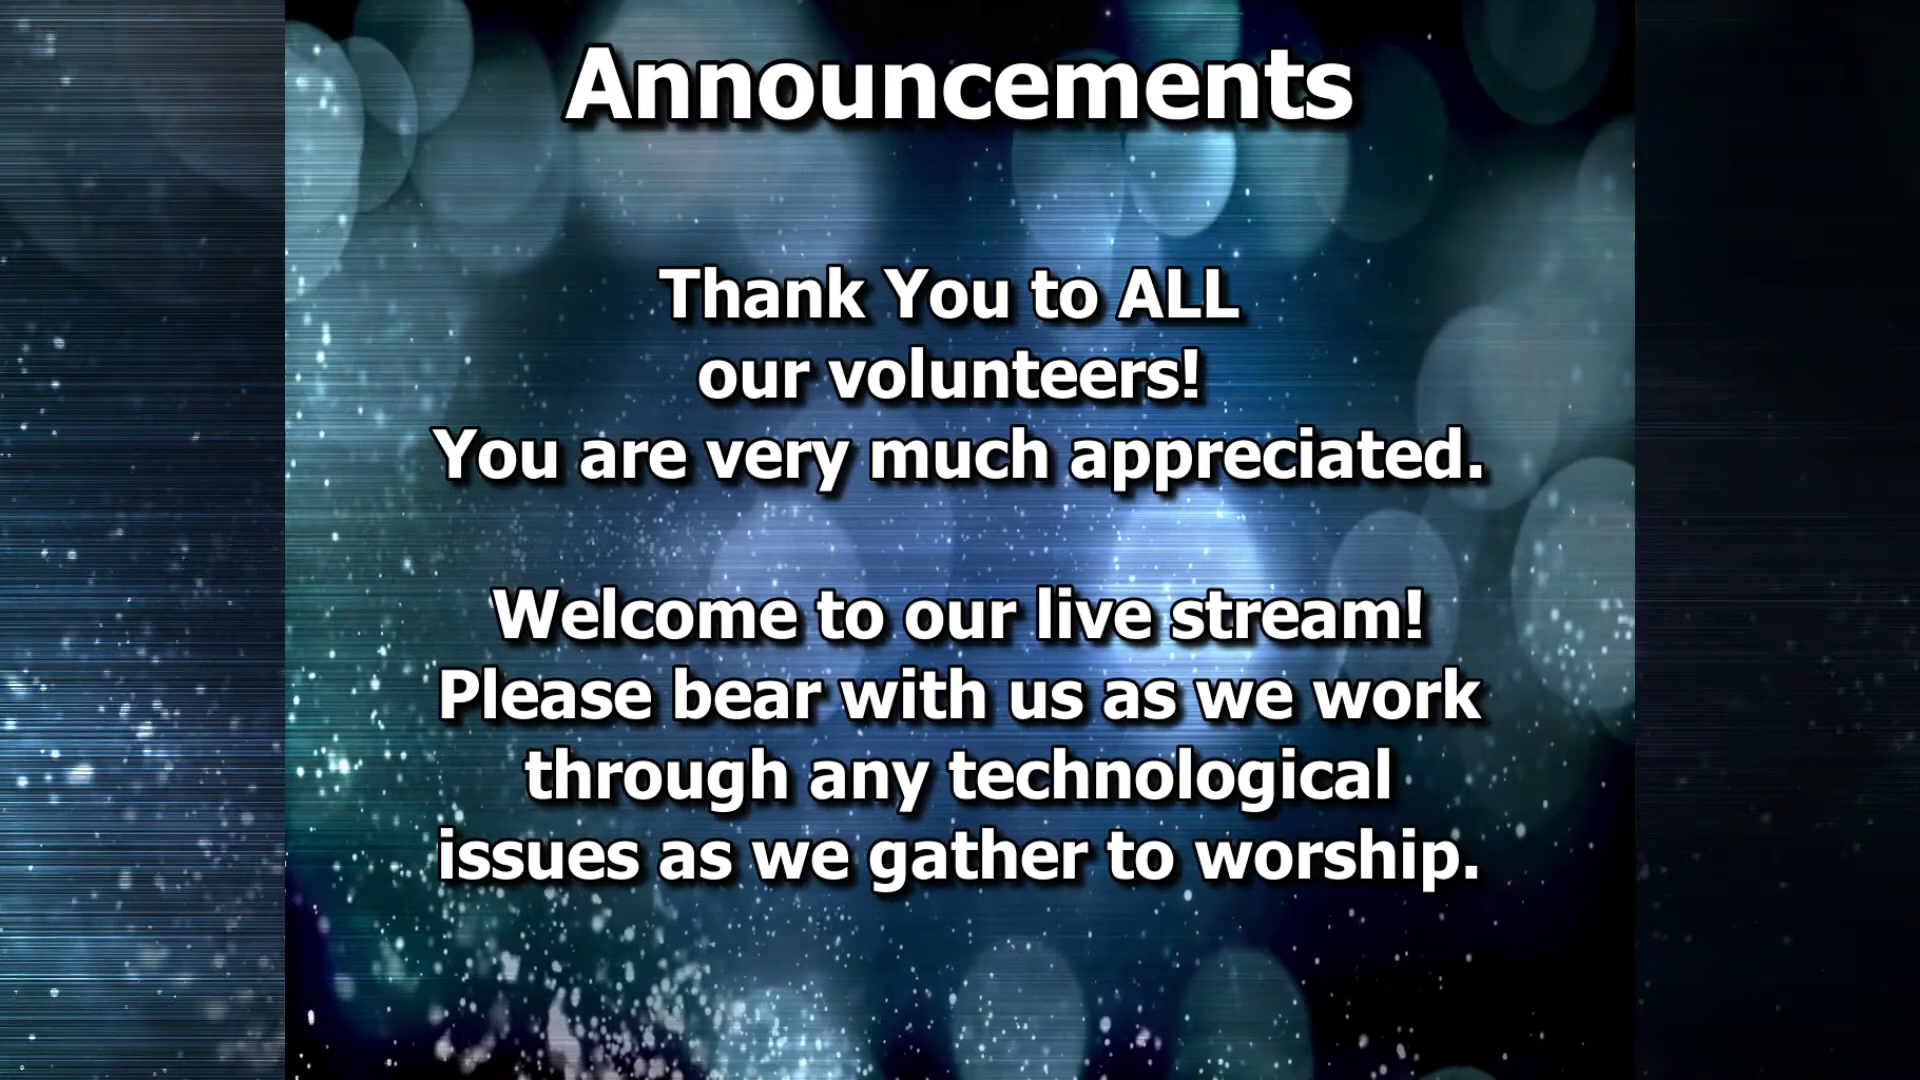 Announcements
Thank You to ALL
our volunteers!
You are very much appreciated.
Welcome to our live stream!
Please bear with us as we work
through any technological
issues as we gather to worship.